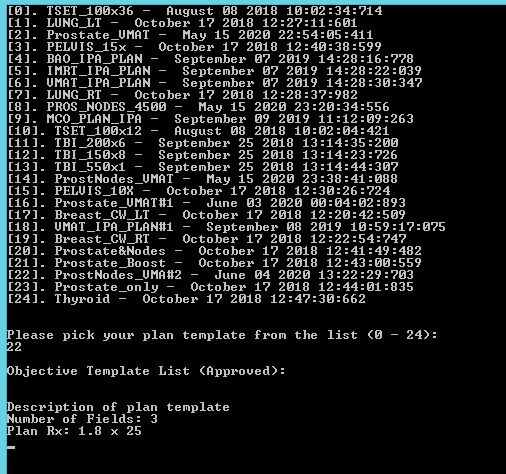 [0]. TSET_100x36 - August 08 2018 10:02:34:714
[1]. LUNG_LT - October 17 2018 12:27:11:601
[2]. Prostate_VMAT - May 15 2020 22:54:05:411
[3]. PELVIS_15x - October 17 2018 12:40:38:599
[4]. BAO_IPA_PLAN - September 07 2019 14:28:16:778
[5]. IMRT_IPA_PLAN - September 07 2019 14:28:22:039
[6]. VMAT_IPA_PLAN - September 07 2019 14:28:30:347
[7]. LUNG_RT - October 17 2018 12:28:37:982
[8]. PROS_NODES_4500 - May 15 2020 23:20:34:556
[9]. MCO_PLAN_IPA - September 09 2019 11:12:09:263
[10]. TSET_100x12 - August 08 2018 10:02:04:421
[11]. TBI_200x6 - September 25 2018 13:14:35:200
[12]. TBI_150x8 - September 25 2018 13:14:23:726
[13]. TBI_550x1 - September 25 2018 13:14:44:307
[14]. ProstNodes_VMAT - May 15 2020 23:38:41:088
[15]. PELVIS_10X - October 17 2018 12:30:26:724
[16]. Prostate_VMAT#1 - June 03 2020 00:04:02:893
[17]. Breast_CW_LT - October 17 2018 12:20:42:509
[18]. VMAT_IPA_PLAN#1 - September 08 2019 10:59:17:075
[19]. Breast_CW_RT - October 17 2018 12:22:54:747
[20]. Prostate&Nodes - October 17 2018 12:41:49:482
[21]. Prostate_Boost - October 17 2018 12:43:00:559
[22]. ProstNodes_VMA#2 - June 04 2020 13:22:29:703
[23]. Prostate_only - October 17 2018 12:44:01:835
[24]. Thyroid - October 17 2018 12:47:30:662
Please pick your plan template from the list (0 - 24):
22
Objective Template List (Approved):
Description of plan template
Number of Fields: 3
Plan Rx: 1.8 x 25